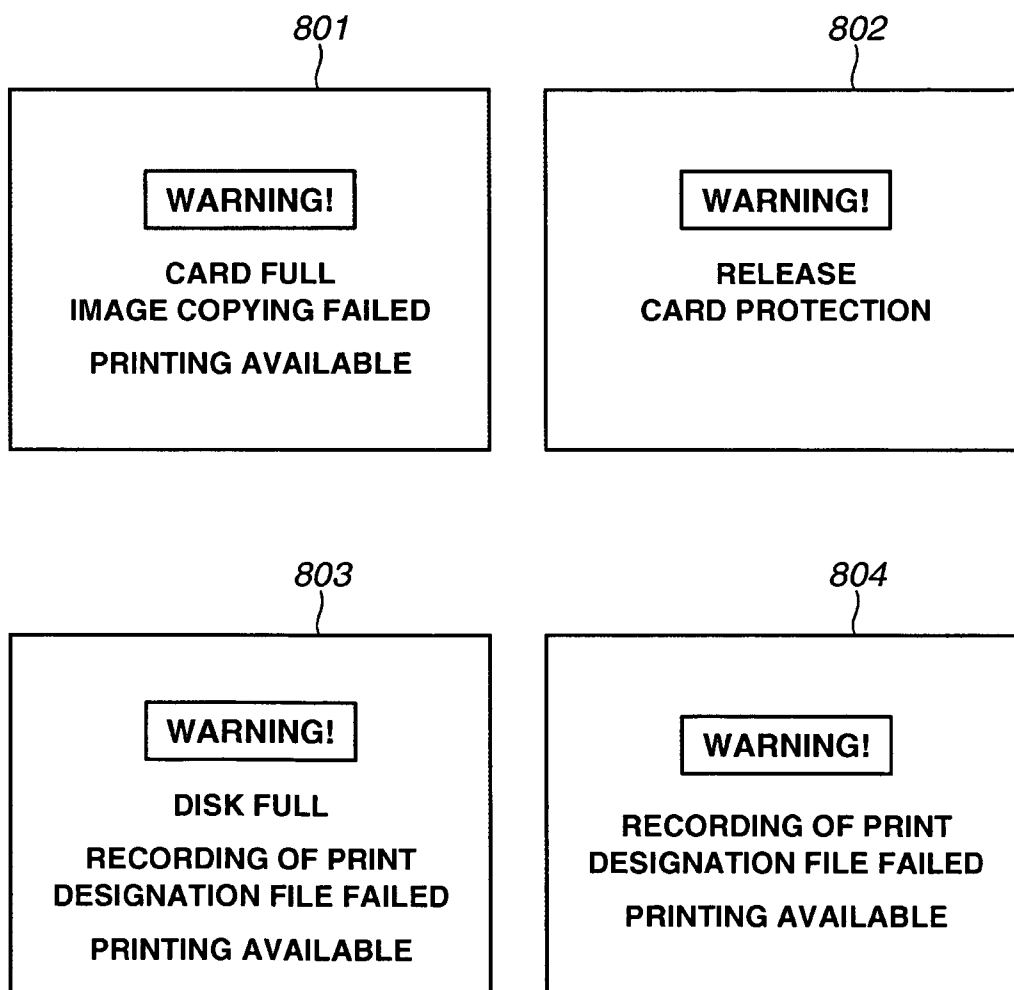 801
WARNING!
CARD FULL
IMAGE COPYING FAILED
PRINTING AVAILABLE
802
WARNING!
RELEASE
CARD PROTECTION
803
WARNING!
DISK FULL
RECORDING OF PRINT
DESIGNATION FILE FAILED
PRINTING AVAILABLE
804
WARNING!
RECORDING OF PRINT
DESIGNATION FILE FAILED
PRINTING AVAILABLE